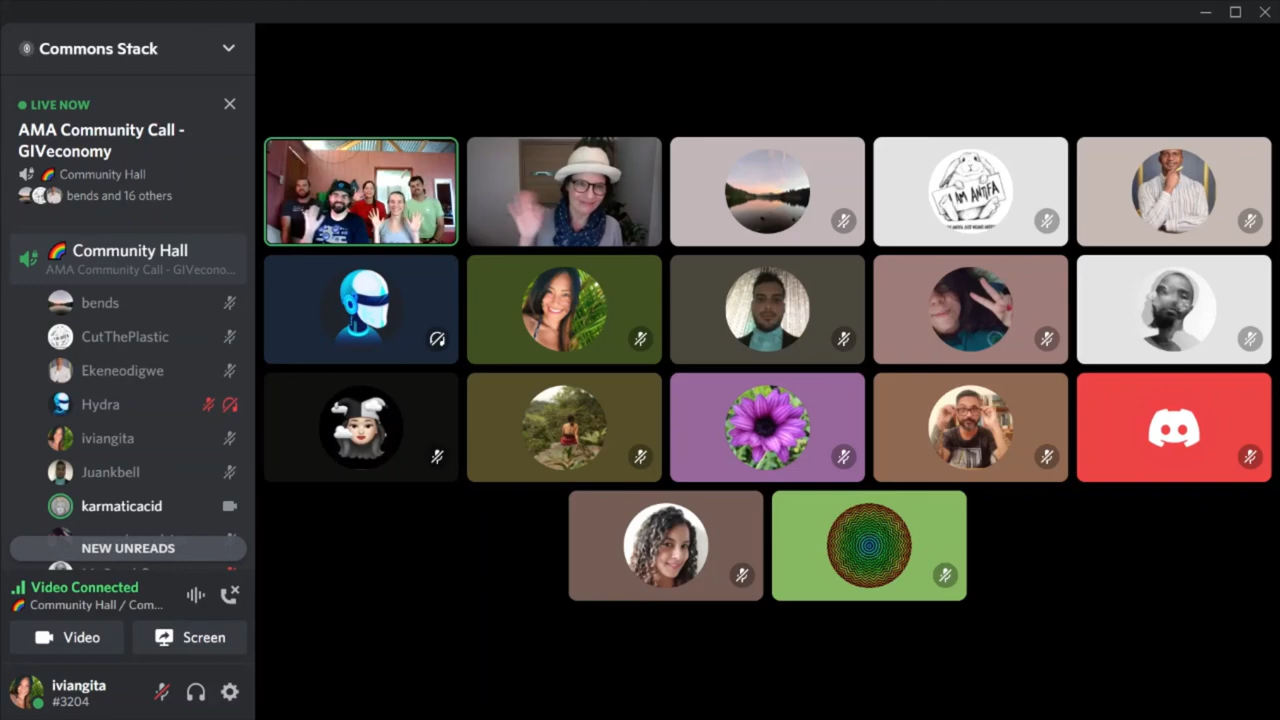 Commons Stack
LIVE NOW
AMA Community Call -
GIVeconomy
Community Hall
bends and 16 others
Community Hall
AMA Community Call - GIVecono...
bends
CutThePlastic
Ekeneodigwe
Hydra
iviangita
Juankbell
karmaticacid
NEW UNREADS
Video Connected
Community Hall / Com...
Video
Screen
iviangita
#3204
I AM ANTIFA